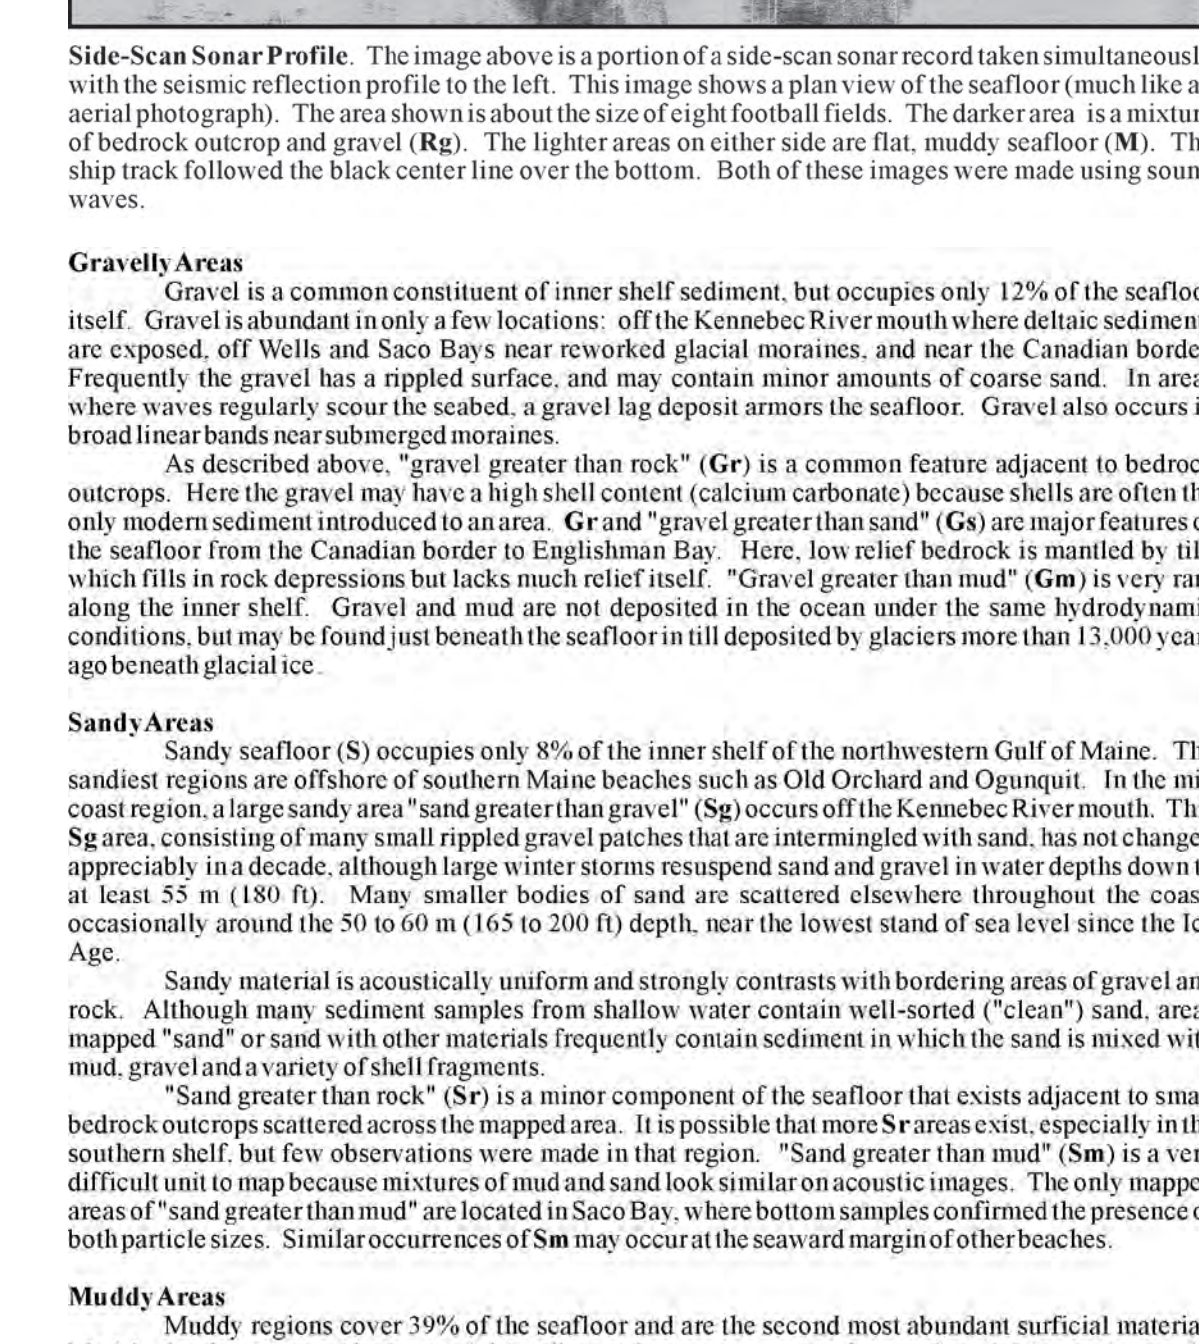 Side-Scan Sonar Profile. The image above is a portion of a side-scan sonar record taken simultaneousl
with the seismic reflection profile to the left. This image shows a plan view of the seafloor (much like a
aerial photograph). The area shown is about the size of eight football fields. The darker area is a mixtur
of bedrock outcrop and gravel (Rg). The lighter areas on either side are flat, muddy seafloor (M). Th
ship track followed the black center line over the bottom. Both of these images were made using soun
waves.
Gravelly Areas
Gravel is a common constituent of inner shelf sediment, but occupies only 12% of the seafloo
itself. Gravel is abundant in only a few locations: off the Kennebec River mouth where deltaic sediment
are exposed, off Wells and Saco Bays near reworked glacial moraines, and near the Canadian borde
Frequently the gravel has a rippled surface, and may contain minor amounts of coarse sand. In area
where waves regularly scour the seabed, a gravel lag deposit armors the seafloor. Gravel also occurs i
broad linear bands near submerged moraines.
As described above, "gravel greater than rock" (Gr) is a common feature adjacent to bedroc
outcrops. Here the gravel may have a high shell content (calcium carbonate) because shells are often th
only modern sediment introduced to an area. Gr and "gravel greater than sand" (Gs) are major features o
the seafloor from the Canadian border to Englishman Bay. Here, low relief bedrock is mantled by til
which fills in rock depressions but lacks much relief itself. "Gravel greater than mud" (Gm) is very rar
along the inner shelf. Gravel and mud are not deposited in the ocean under the same hydrodynami
conditions, but may be found just beneath the seafloor in till deposited by glaciers more than 13,000 year
ago beneath glacial ice.
Sandy Areas
Sandy seafloor (S) occupies only 8% of the inner shelf of the northwestern Gulf of Maine. Th
sandiest regions are offshore of southern Maine beaches such as Old Orchard and Ogunquit. In the mi
coast region, a large sandy area "sand greater than gravel" (Sg) occurs off the Kennebec River mouth. Th
Sg area, consisting of many small rippled gravel patches that are intermingled with sand, has not change
appreciably in a decade, although large winter storms resuspend sand and gravel in water depths down t
at least 55 m (180 ft). Many smaller bodies of sand are scattered elsewhere throughout the coas
occasionally around the 50 to 60 m (165 to 200 ft) depth, near the lowest stand of sea level since the Ic
Age.
Sandy material is acoustically uniform and strongly contrasts with bordering areas of gravel an
rock. Although many sediment samples from shallow water contain well-sorted ("clean") sand, area
mapped "sand" or sand with other materials frequently contain sediment in which the sand is mixed wit
mud, gravel and a variety of shell fragments.
"Sand greater than rock" (Sr) is a minor component of the seafloor that exists adjacent to sma
bedrock outcrops scattered across the mapped area. It is possible that more Sr areas exist, especially in th
southern shelf, but few observations were made in that region. "Sand greater than mud" (Sm) is a ver
difficult unit to map because mixtures of mud and sand look similar on acoustic images. The only mappe
areas of "sand greater than mud" are located in Saco Bay, where bottom samples confirmed the presence o
both particle sizes. Similar occurrences of Sm may occur at the seaward margin of other beaches.
Muddy Areas
Muddy regions cover 39% of the seafloor and are the second most abundant surficial materia